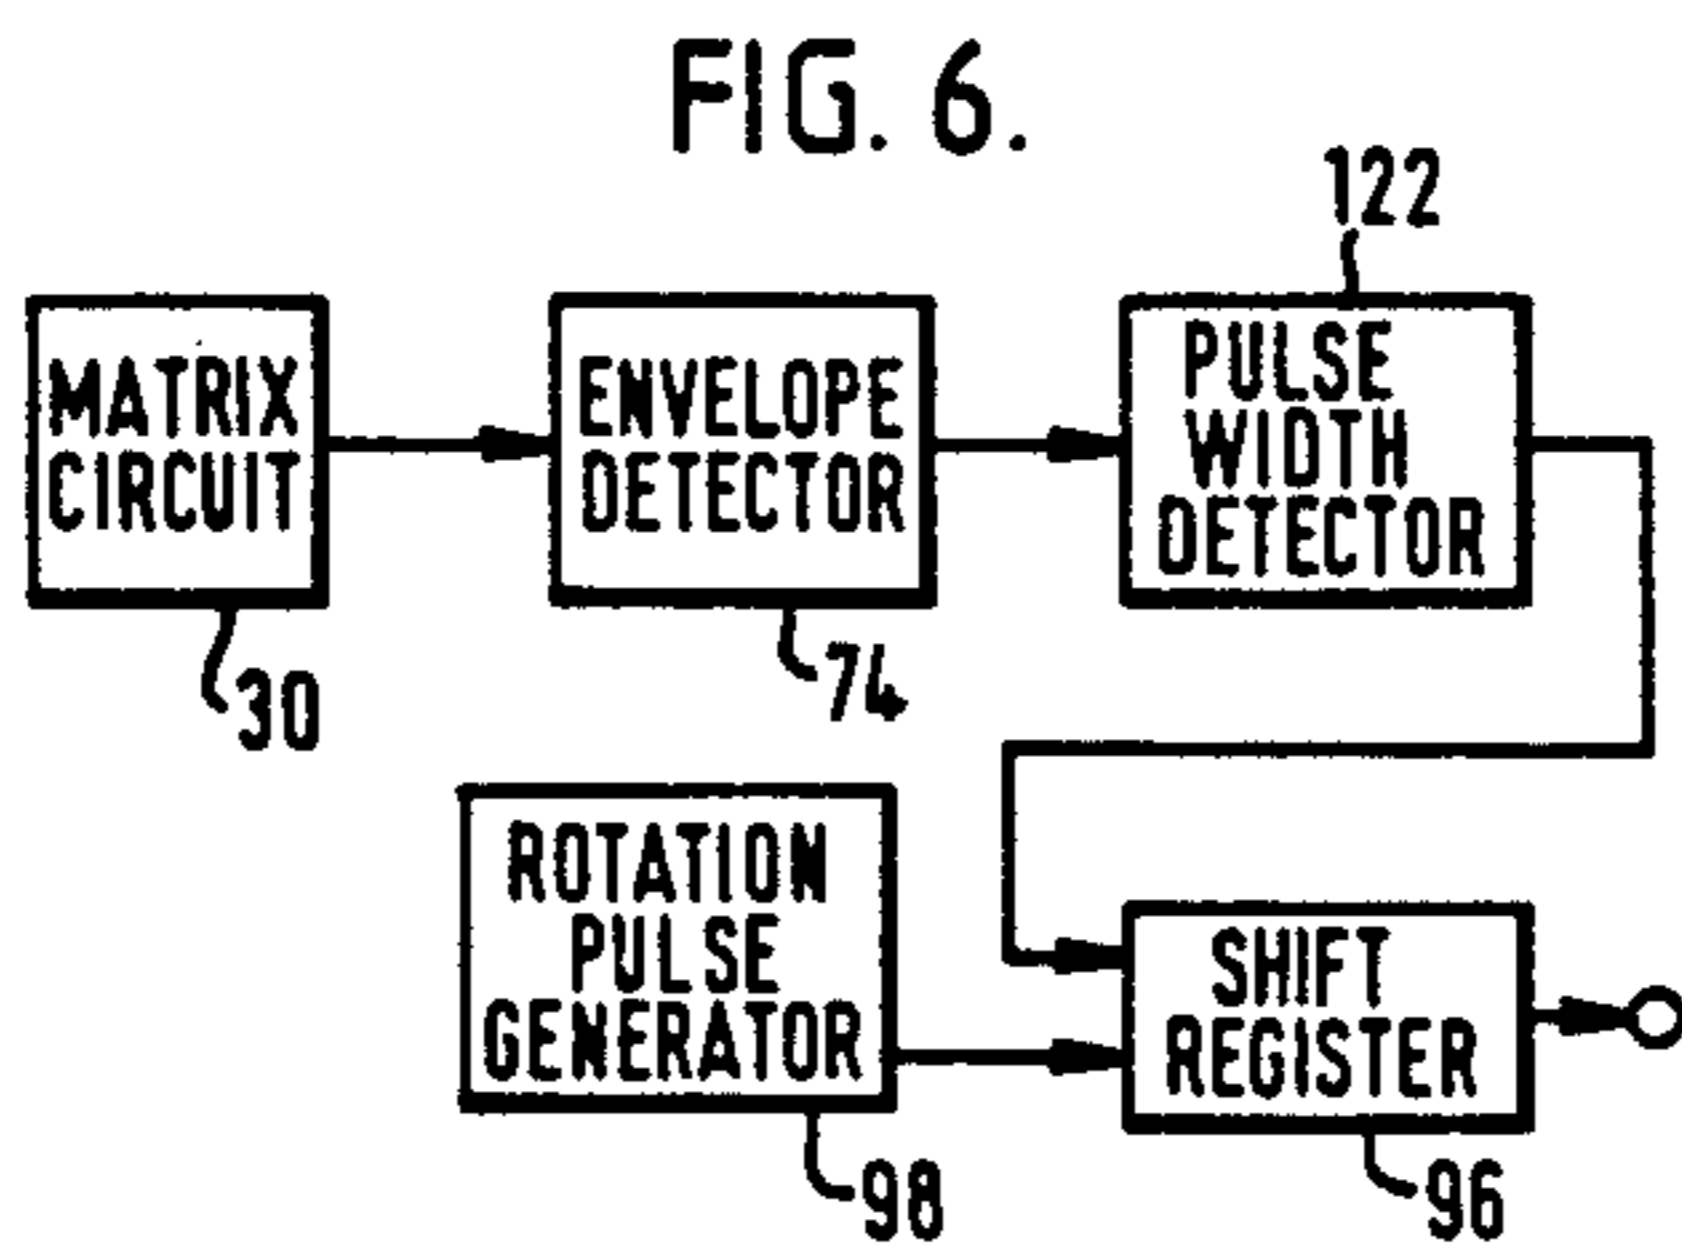 FIG. 6.
122
MATRIX
CIRCUIT
ENVELOPE
DETECTOR
PULSE
WIDTH
DETECTOR
30
74
ROTATION
PULSE
GENERATOR
SHIFT
REGISTER
98
96